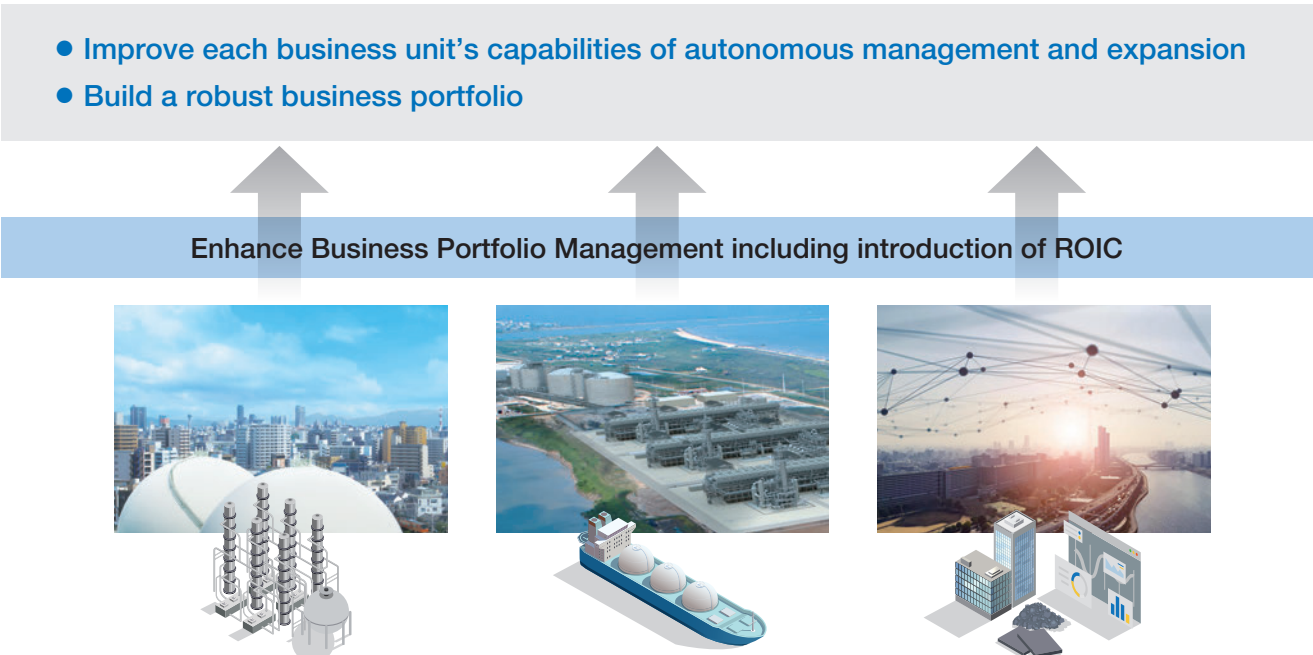 ● Improve each business unit's capabilities of autonomous management and expansion
● Build a robust business portfolio
Enhance Business Portfolio Management including introduction of ROIC